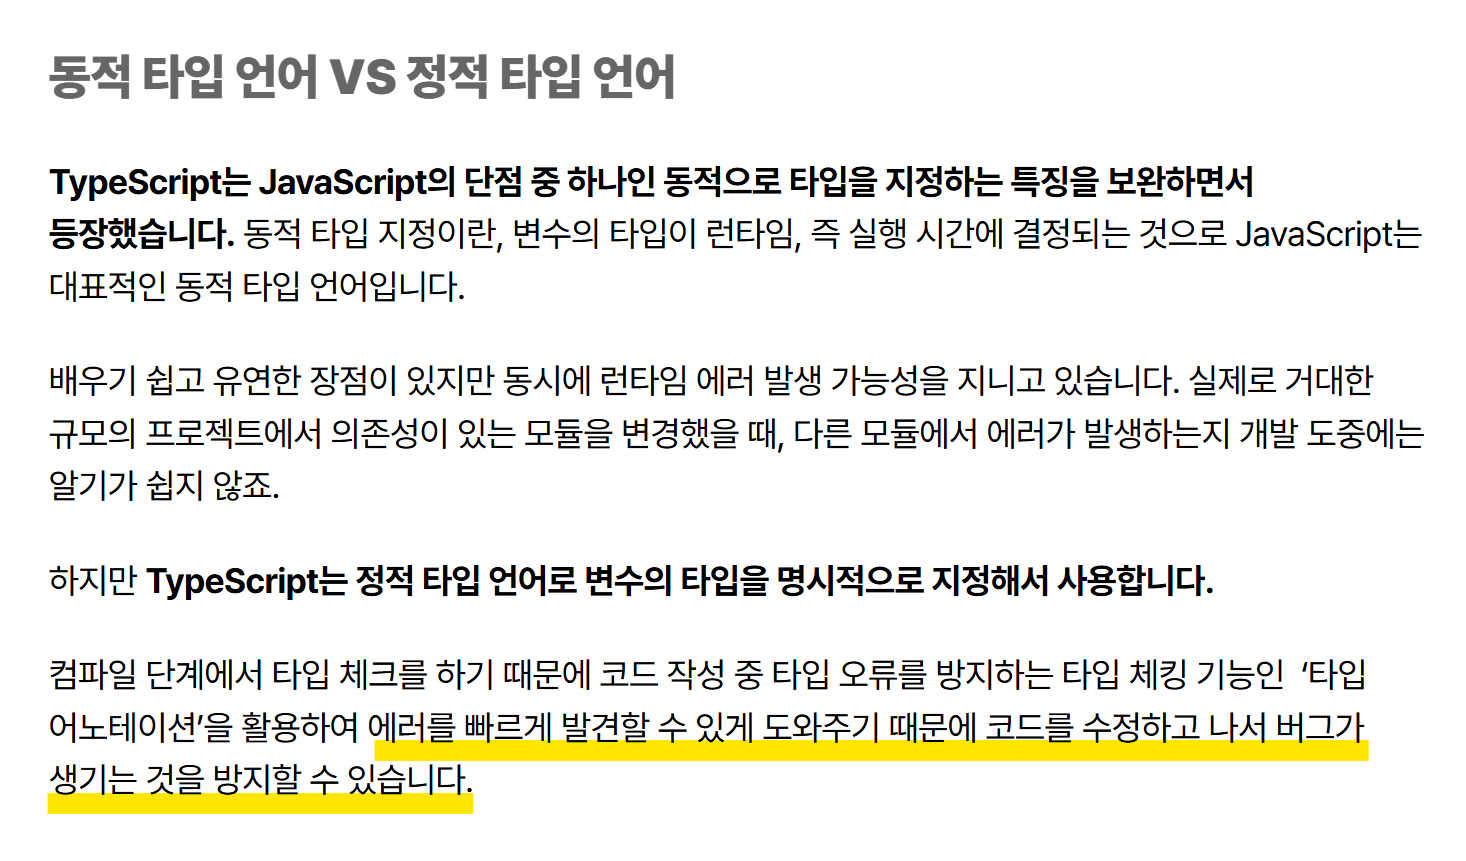 동적 타입 언어 VS 정적 타입 언어
TypeScript는 JavaScript의 단점 중 하나인 동적으로 타입을 지정하는 특징을 보완하면서
등장했습니다. 동적 타입 지정이란, 변수의 타입이 런타임, 즉 실행 시간에 결정되는 것으로 JavaScript는
대표적인 동적 타입 언어입니다.
배우기 쉽고 유연한 장점이 있지만 동시에 런타임 에러 발생 가능성을 지니고 있습니다. 실제로 거대한
규모의 프로젝트에서 의존성이 있는 모듈을 변경했을 때, 다른 모듈에서 에러가 발생하는지 개발 도중에는
알기가 쉽지 않죠.
하지만 TypeScript는 정적 타입 언어로 변수의 타입을 명시적으로 지정해서 사용합니다.
컴파일 단계에서 타입 체크를 하기 때문에 코드 작성 중 타입 오류를 방지하는 타입 체킹 기능인 ‘타입
어노테이션’을 활용하여 에러를 빠르게 발견할 수 있게 도와주기 때문에 코드를 수정하고 나서 버그가
생기는 것을 방지할 수 있습니다.